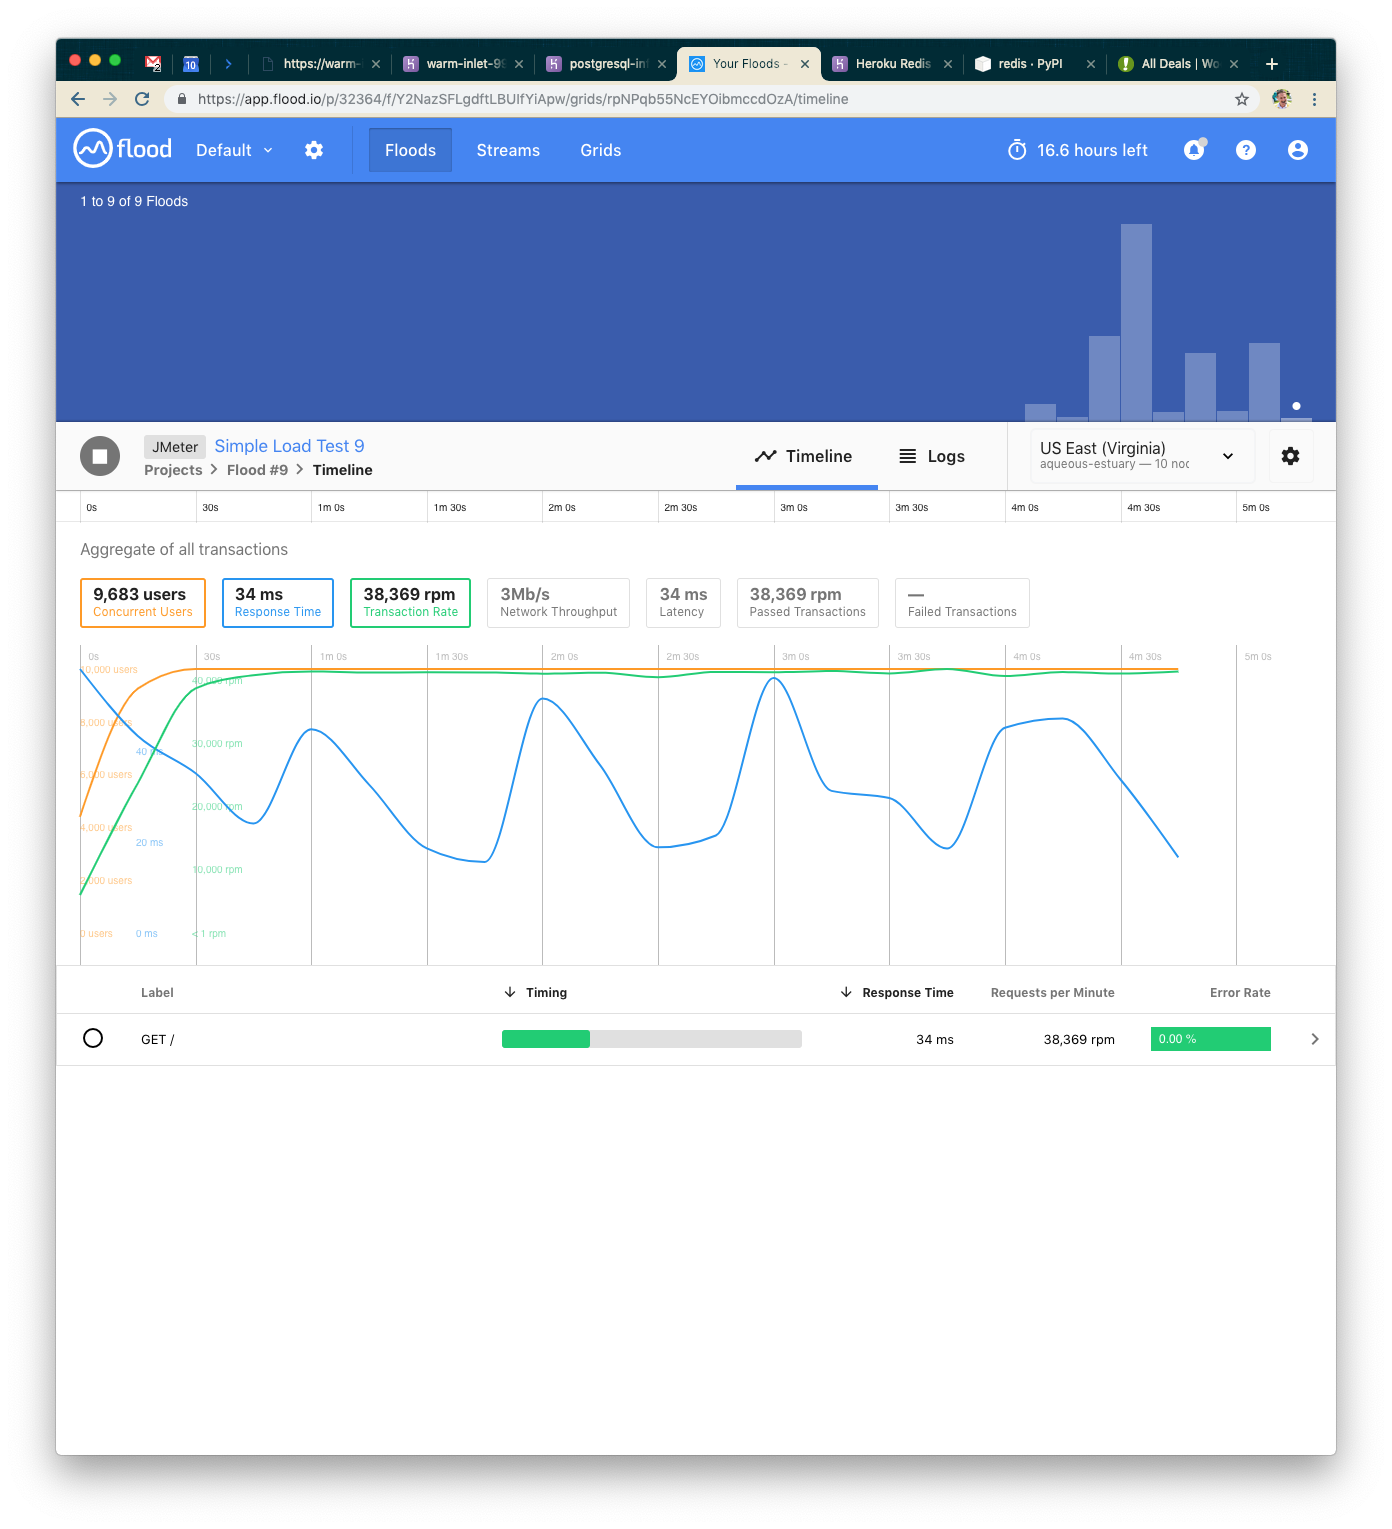 2
10
https://warm-
warm-inlet-99
postgresql-inf
Your Floods -
Heroku Redis
redis · PyPI
All Deals | Wo
https://app.flood.io/p/32364/f/Y2NazSFLgdftLBUIfYiApw/grids/rpNPqb55NcEYOibmccdOzA/timeline
flood
Default
Floods
Streams
Grids
16.6 hours left
1 to 9 of 9 Floods
JMeter Simple Load Test 9
Projects > Flood #9 > Timeline
Timeline
Logs
US East (Virginia)
aqueous-estuary — 10 noc
0s 30s 1m 0s 1m 30s 2m 0s 2m 30s 3m 0s 3m 30s 4m 0s 4m 30s 5m 0s
Aggregate of all transactions
9,683 users
Concurrent Users
34 ms
Response Time
38,369 rpm
Transaction Rate
3Mb/s
Network Throughput
34 ms
Latency
38,369 rpm
Passed Transactions
—
Failed Transactions
0s 30s 1m 0s 1m 30s 2m 0s 2m 30s 3m 0s 3m 30s 4m 0s 4m 30s 5m 0s
10,000 users
40,000 rpm
8,000 users
30,000 rpm
40 ms
6,000 users
20,000 rpm
4,000 users
20 ms
10,000 rpm
2,000 users
0 users 0 ms < 1 rpm
Label Timing Response Time Requests per Minute Error Rate
GET / 34 ms 38,369 rpm 0.00 %